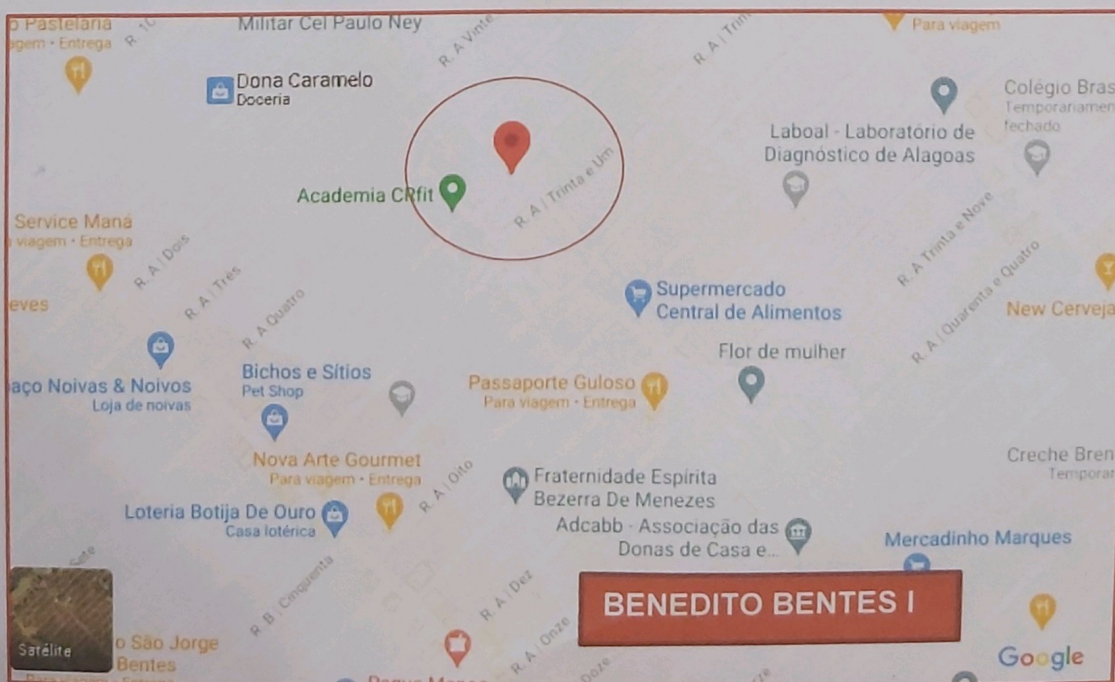 Pastelaria
Entrega
Militar Cel Paulo Ney
R. A Vinte
Para viagem
Dona Caramelo
Doceria
Colégio Bras
Temporariamen
fechado
Laboal - Laboratório de
Diagnóstico de Alagoas
Academia CRfit
R. A | Trinta e Um
Service Maná
viagem · Entrega
R. A | Dois
R. A | Três
R. A Quatro
R. A Trinta e Nove
R. A | Quarenta e Quatro
eves
Supermercado
Central de Alimentos
New Cerveja
Flor de mulher
aço Noivas & Noivos
Loja de noivas
Bichos e Sítios
Pet Shop
Passaporte Guloso
Para viagem · Entrega
Nova Arte Gourmet
Para viagem · Entrega
R. A | Oito
Creche Bren
Temporar
Fraternidade Espírita
Bezerra De Menezes
Loteria Botija De Ouro
Casa lotérica
Adcabb - Associação das
Donas de Casa e...
Mercadinho Marques
R. B | Cinquenta
R. A | Dez
R. A | Onze
BENEDITO BENTES I
Satélite
o São Jorge
Bentes
Google